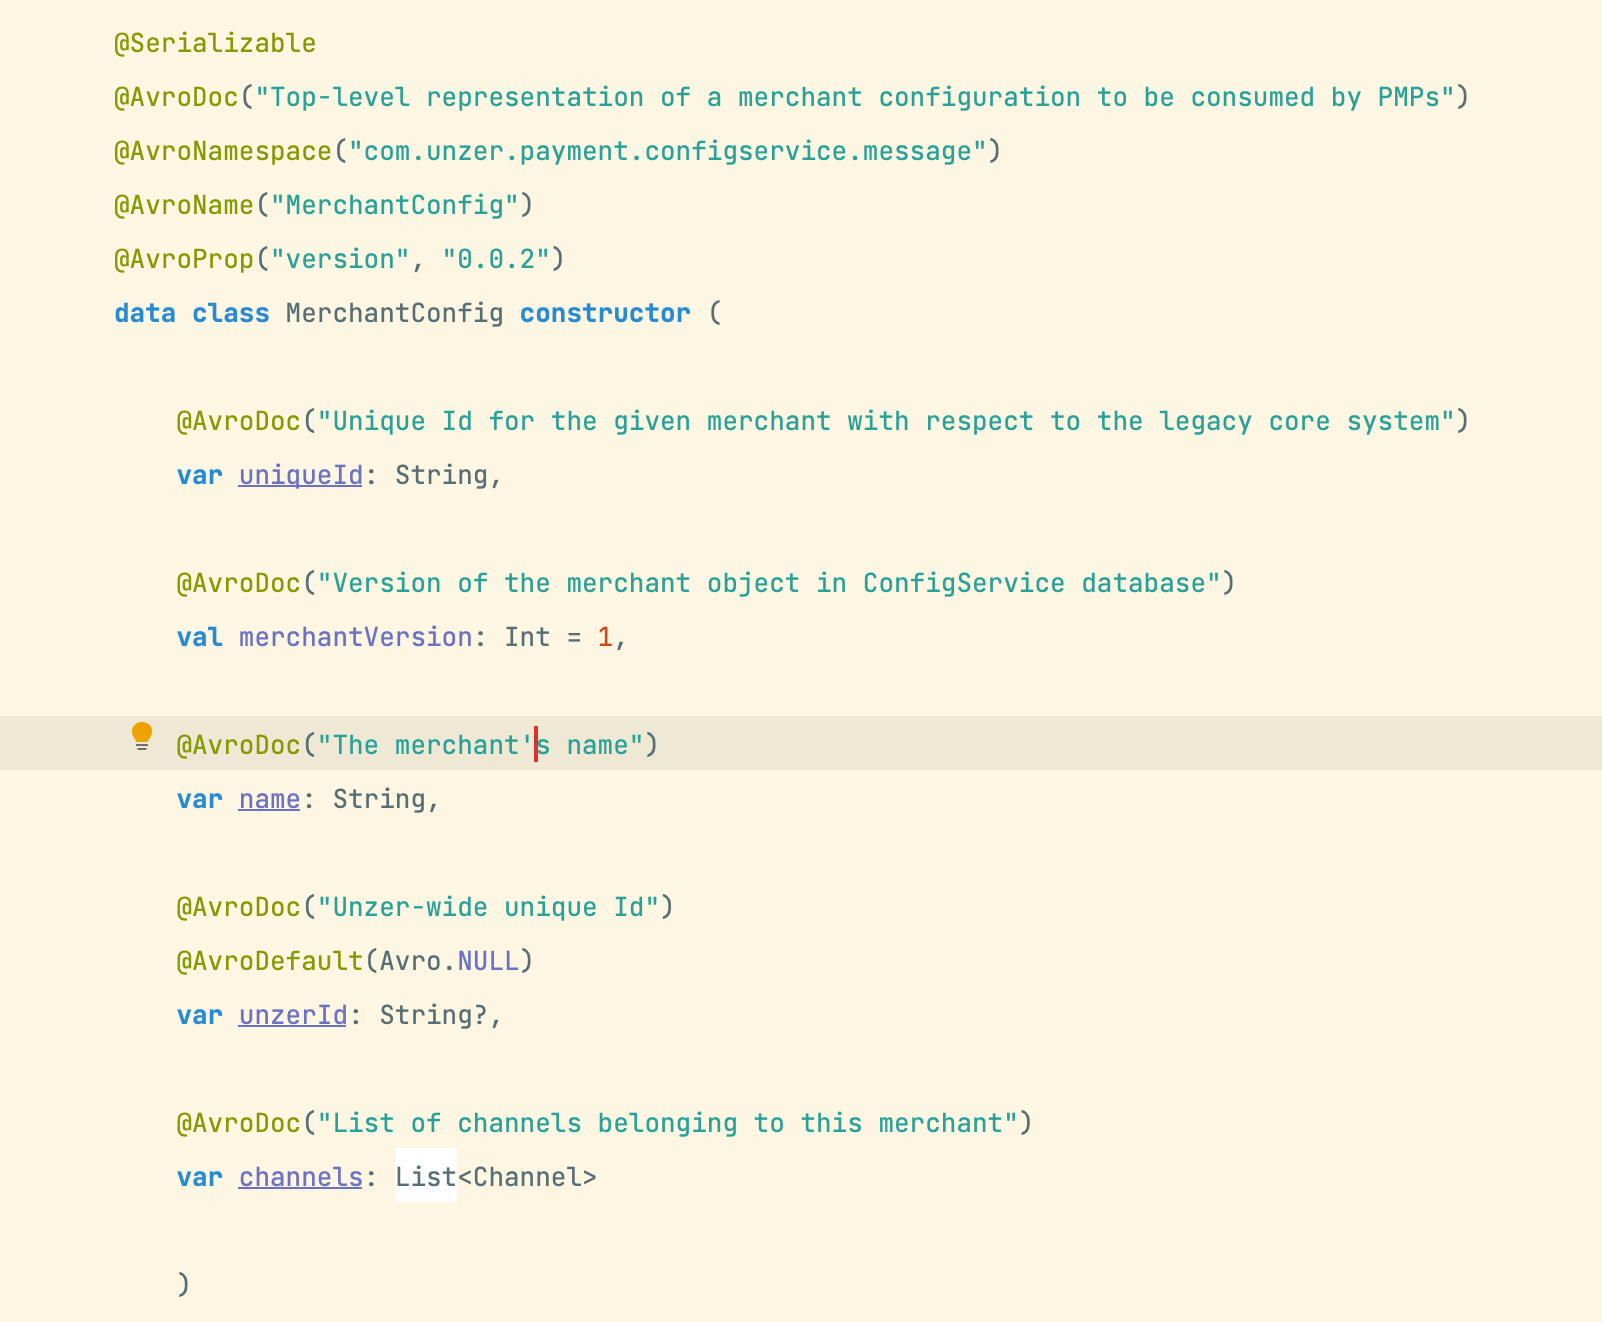 @Serializable
@AvroDoc("Top-level representation of a merchant configuration to be consumed by PMPs")
@AvroNamespace("com.unzer.payment.configservice.message")
@AvroName("MerchantConfig")
@AvroProp("version", "0.0.2")
data class MerchantConfig constructor (
@AvroDoc("Unique Id for the given merchant with respect to the legacy core system")
var uniqueId: String,
@AvroDoc("Version of the merchant object in ConfigService database")
val merchantVersion: Int = 1,
@AvroDoc("The merchant's name")
var name: String,
@AvroDoc("Unzer-wide unique Id")
@AvroDefault(Avro.NULL)
var unzerId: String?,
@AvroDoc("List of channels belonging to this merchant")
var channels: List<Channel>
)